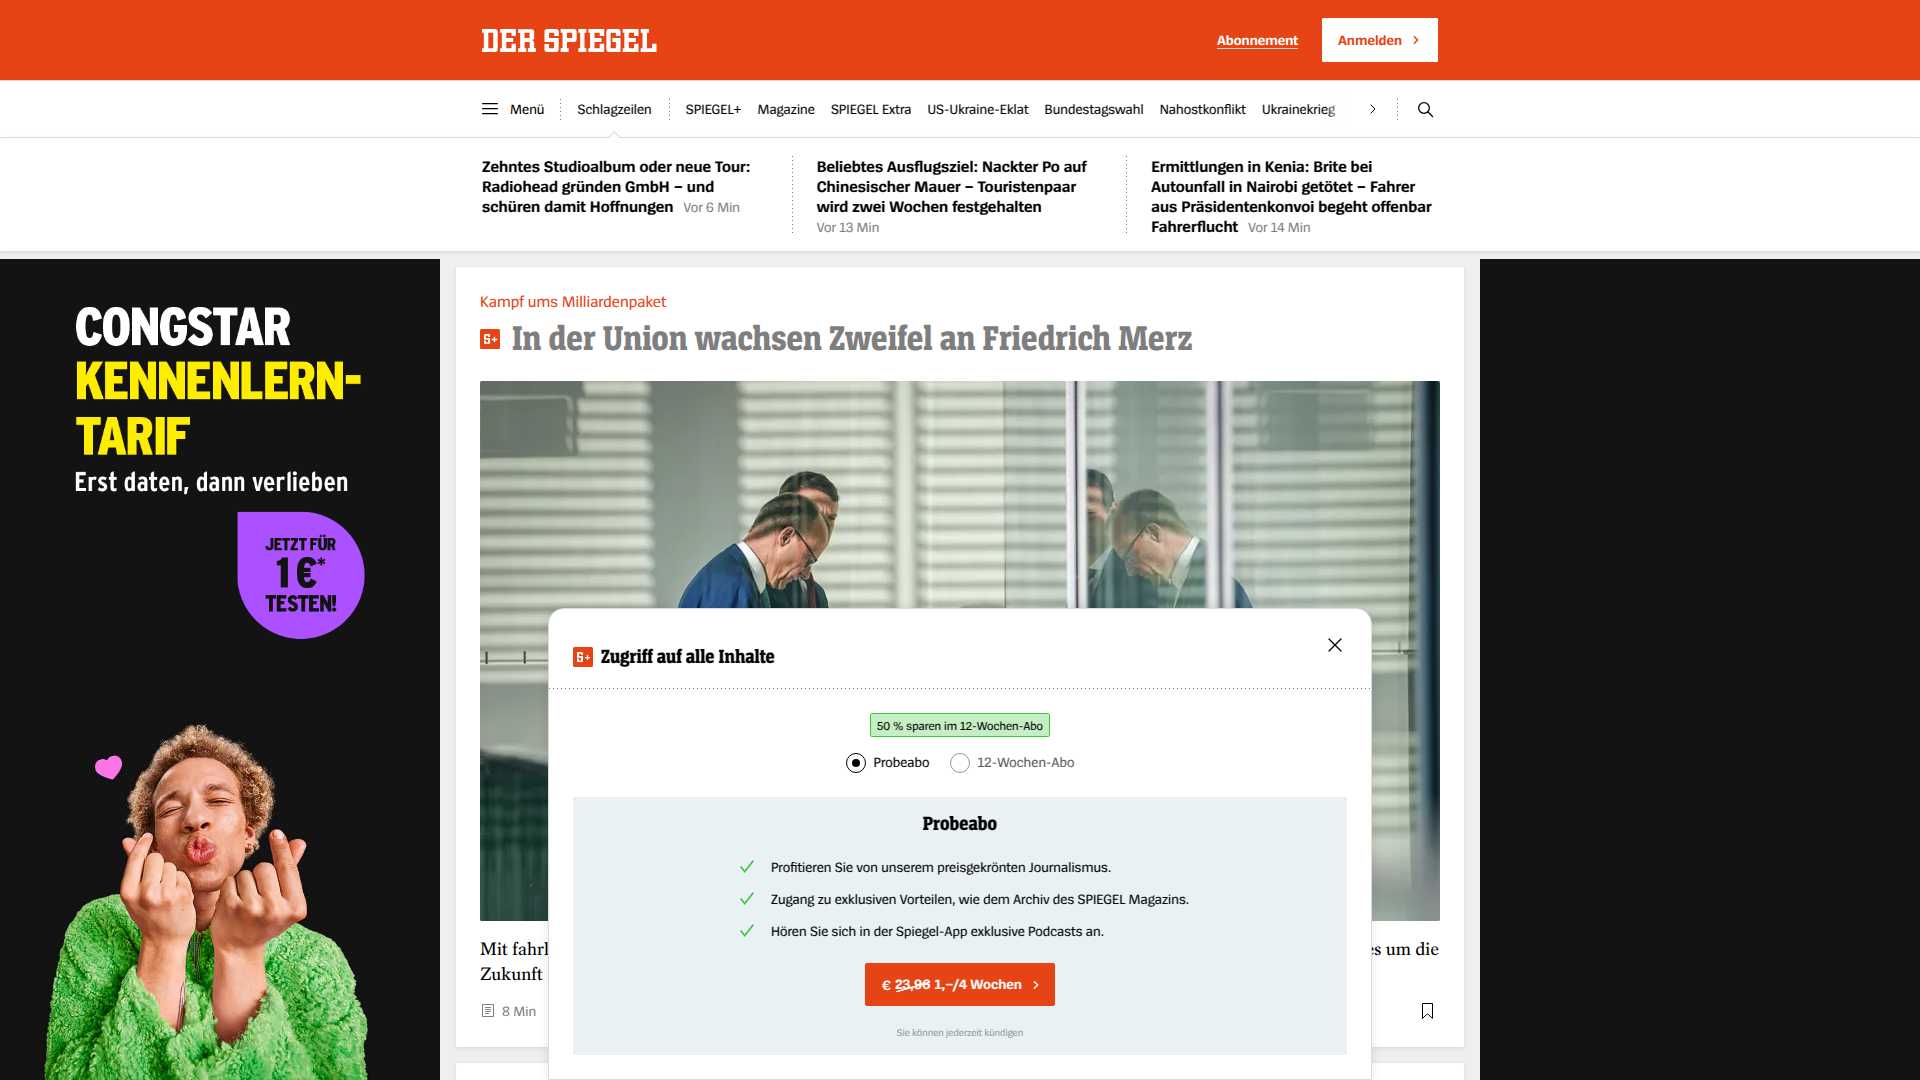 DER SPIEGEL
Abonnement
Anmelden
Menü
Schlagzeilen
SPIEGEL+
Magazine
SPIEGEL Extra
US-Ukraine-Eklat
Bundestagswahl
Nahostkonflikt
Ukrainekrieg
Zehntes Studioalbum oder neue Tour:
Radiohead gründen GmbH – und
schüren damit Hoffnungen Vor 6 Min
Beliebtes Ausflugsziel: Nackter Po auf
Chinesischer Mauer – Touristenpaar
wird zwei Wochen festgehalten
Vor 13 Min
Ermittlungen in Kenia: Brite bei
Autounfall in Nairobi getötet – Fahrer
aus Präsidentenkonvoi begeht offenbar
Fahrerflucht Vor 14 Min
CONGSTAR
KENNENLERN-
TARIF
Erst daten, dann verlieben
JETZT FÜR
1 €*
TESTEN!
Kampf ums Milliardenpaket
S+ In der Union wachsen Zweifel an Friedrich Merz
S+ Zugriff auf alle Inhalte
50 % sparen im 12-Wochen-Abo
Probeabo
12-Wochen-Abo
Probeabo
Profitieren Sie von unserem preisgekrönten Journalismus.
Zugang zu exklusiven Vorteilen, wie dem Archiv des SPIEGEL Magazins.
Hören Sie sich in der Spiegel-App exklusive Podcasts an.
€ 23,96 1,–/4 Wochen
Sie können jederzeit kündigen
Mit
um die
Zukunft
8 Min